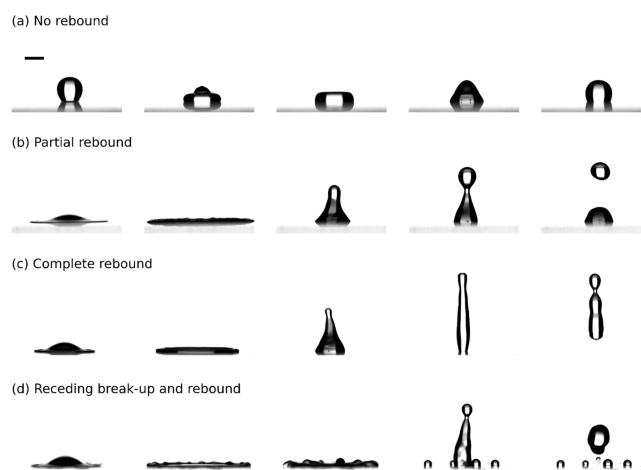 (a) No rebound
(b) Partial rebound
(c) Complete rebound
(d) Receding break-up and rebound